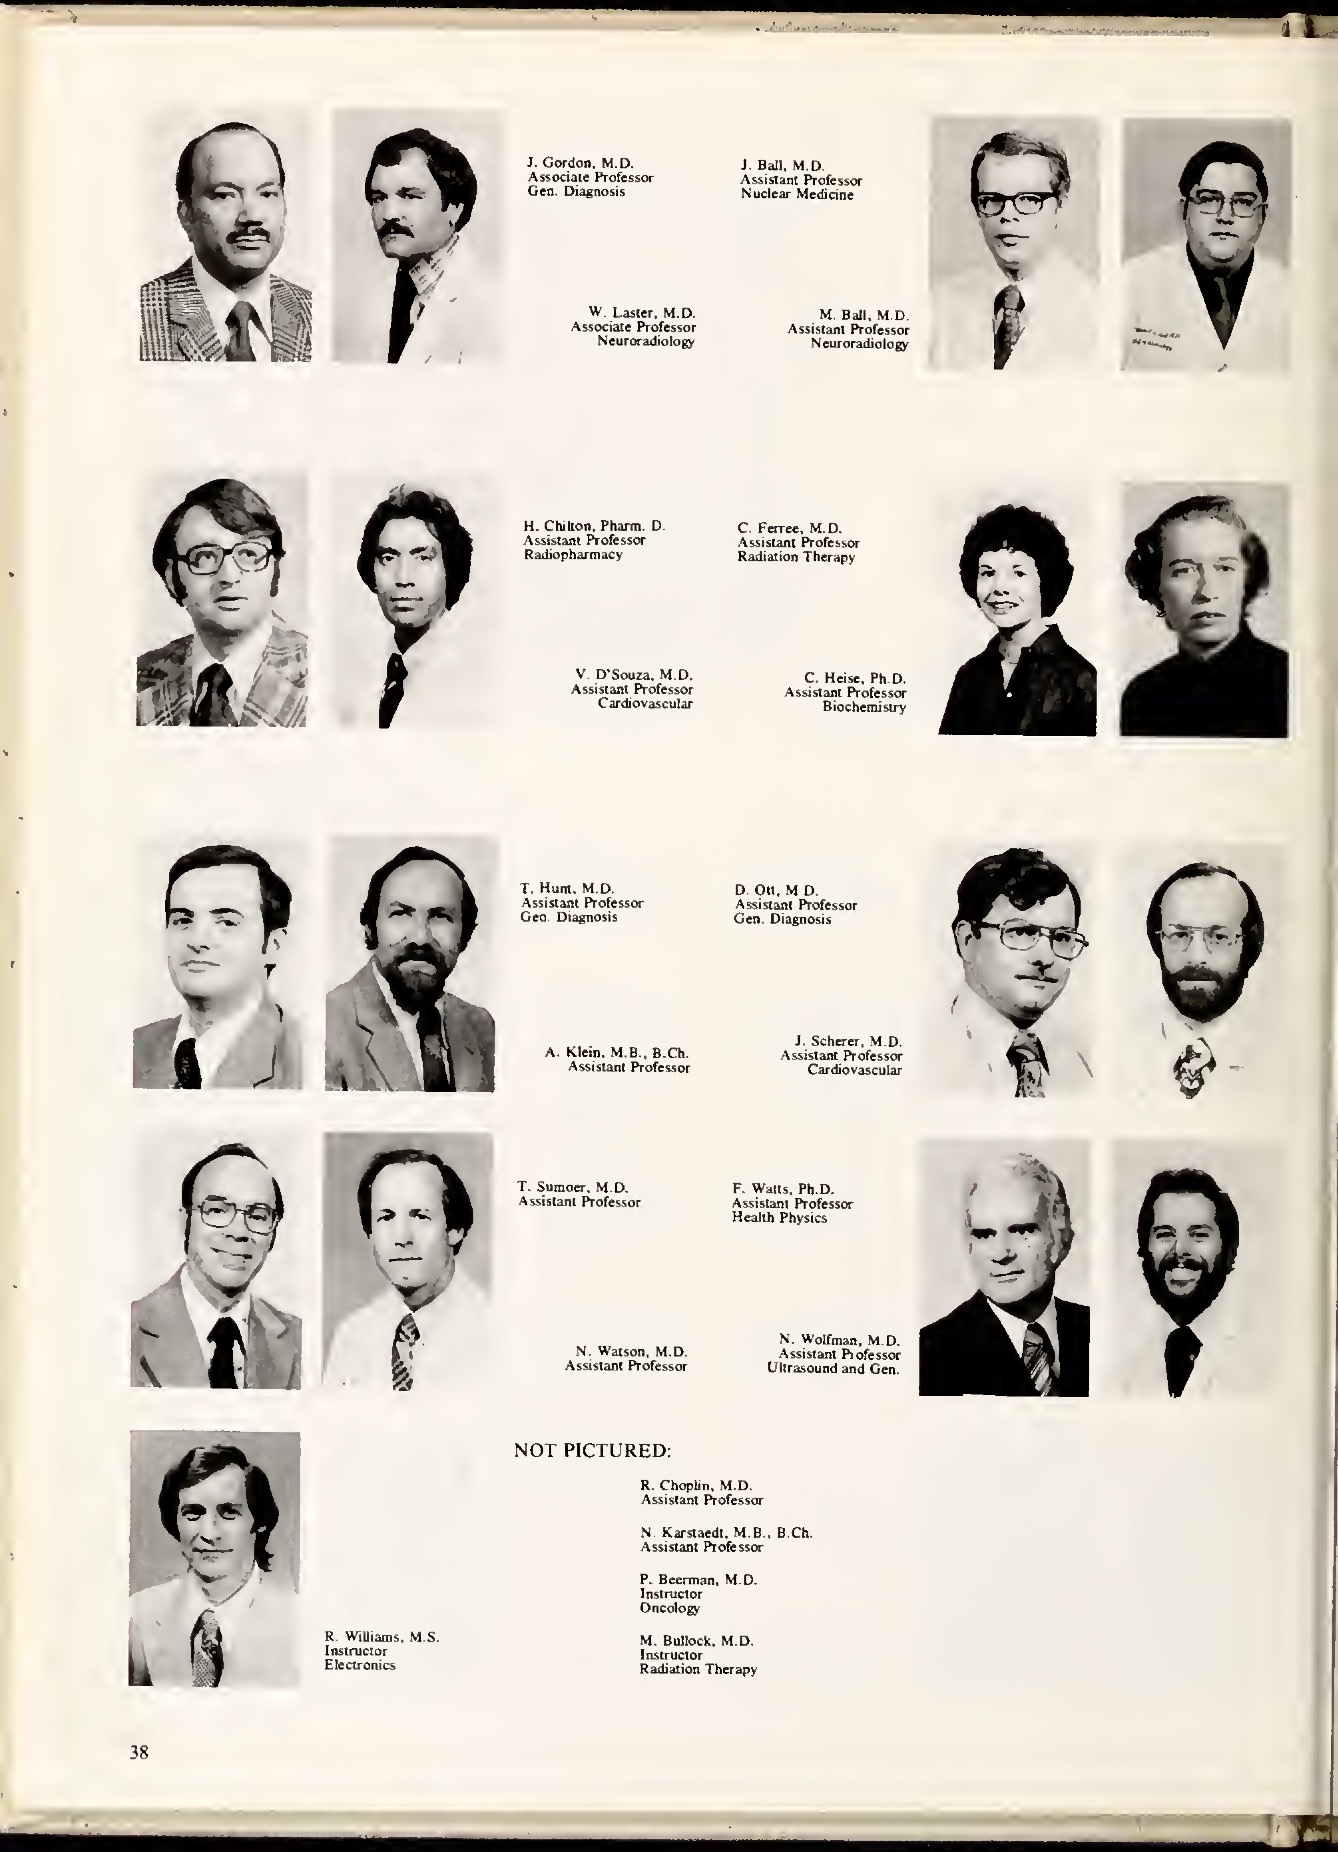 J. Gordon, M.D.
Associate Professor
Gen. Diagnosis
W. Laster, M.D.
Associate Professor
Neuroradiology
J. Ball, M.D.
Assistant Professor
Nuclear Medicine
M. Ball, M.D.
Assistant Professor
Neuroradiology
H. Chilton, Pharm. D.
Assistant Professor
Radiopharmacy
V. D'Souza, M.D.
Assistant Professor
Cardiovascular
C. Ferree, M.D.
Assistant Professor
Radiation Therapy
C. Heise, Ph.D.
Assistant Professor
Biochemistry
T. Hunt, M.D.
Assistant Professor
Gen. Diagnosis
A. Klein, M.B., B.Ch.
Assistant Professor
D. Ott, M.D.
Assistant Professor
Gen. Diagnosis
J. Scherer, M.D.
Assistant Professor
Cardiovascular
T. Sumner, M.D.
Assistant Professor
N. Watson, M.D.
Assistant Professor
F. Watts, Ph.D.
Assistant Professor
Health Physics
N. Wolfman, M.D.
Assistant Professor
Ultrasound and Gen.
R. Williams, M.S.
Instructor
Electronics
NOT PICTURED:
R. Choplin, M.D.
Assistant Professor
N. Karstaedt, M.B., B.Ch.
Assistant Professor
P. Beerman, M.D.
Instructor
Oncology
M. Bullock, M.D.
Instructor
Radiation Therapy
38